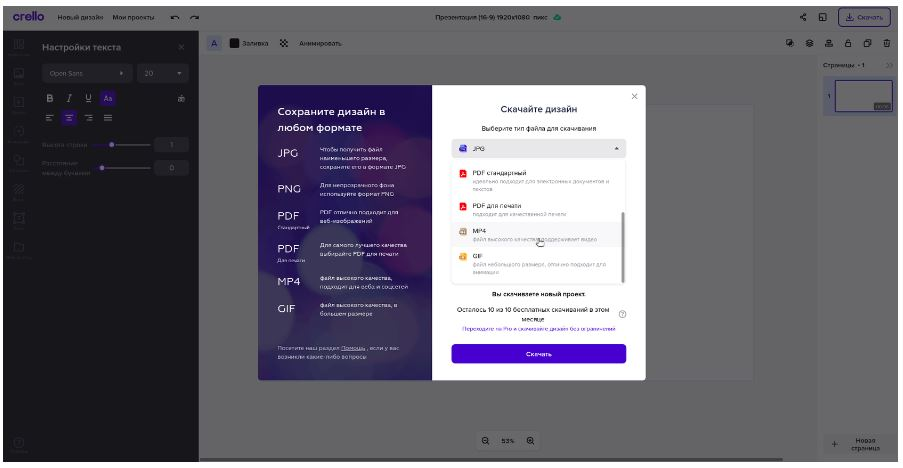 crello
Новый дизайн
Мои проекты
Презентация (16:9) 1920x1080 пикс
Скачать
Настройки текста
A
Заливка
Анимировать
Страницы - 1
Open Sans
20
B I U Aa
Высота строки
1
Расстояние
между буквами
0
1
Сохраните дизайн в
любом формате
JPG
Чтобы получить файл
наименьшего размера,
сохраните его в формате JPG
PNG
Для непрозрачного фона
используйте формат PNG
PDF
Стандартный
PDF отлично подходит для
веб-изображений
PDF
Для печати
Для самого лучшего качества
выбирайте PDF для печати
MP4
файл высокого качества,
подходит для веба и соцсетей
GIF
файл высокого качества, в
большем размере
Посетите наш раздел Помощь , если у вас
возникли какие-либо вопросы
Скачайте дизайн
Выберите тип файла для скачивания
JPG
PDF стандартный
идеально подходит для электронных документов и
текстов
PDF для печати
подходит для качественной печати
MP4
файл высокого качества, поддерживает видео
GIF
файл небольшого размера, отлично подходит для
анимации
Вы скачиваете новый проект.
Осталось 10 из 10 бесплатных скачиваний в этом
месяце
Переходите на Pro и скачивайте дизайн без ограничений
Скачать
53%
Новая
страница